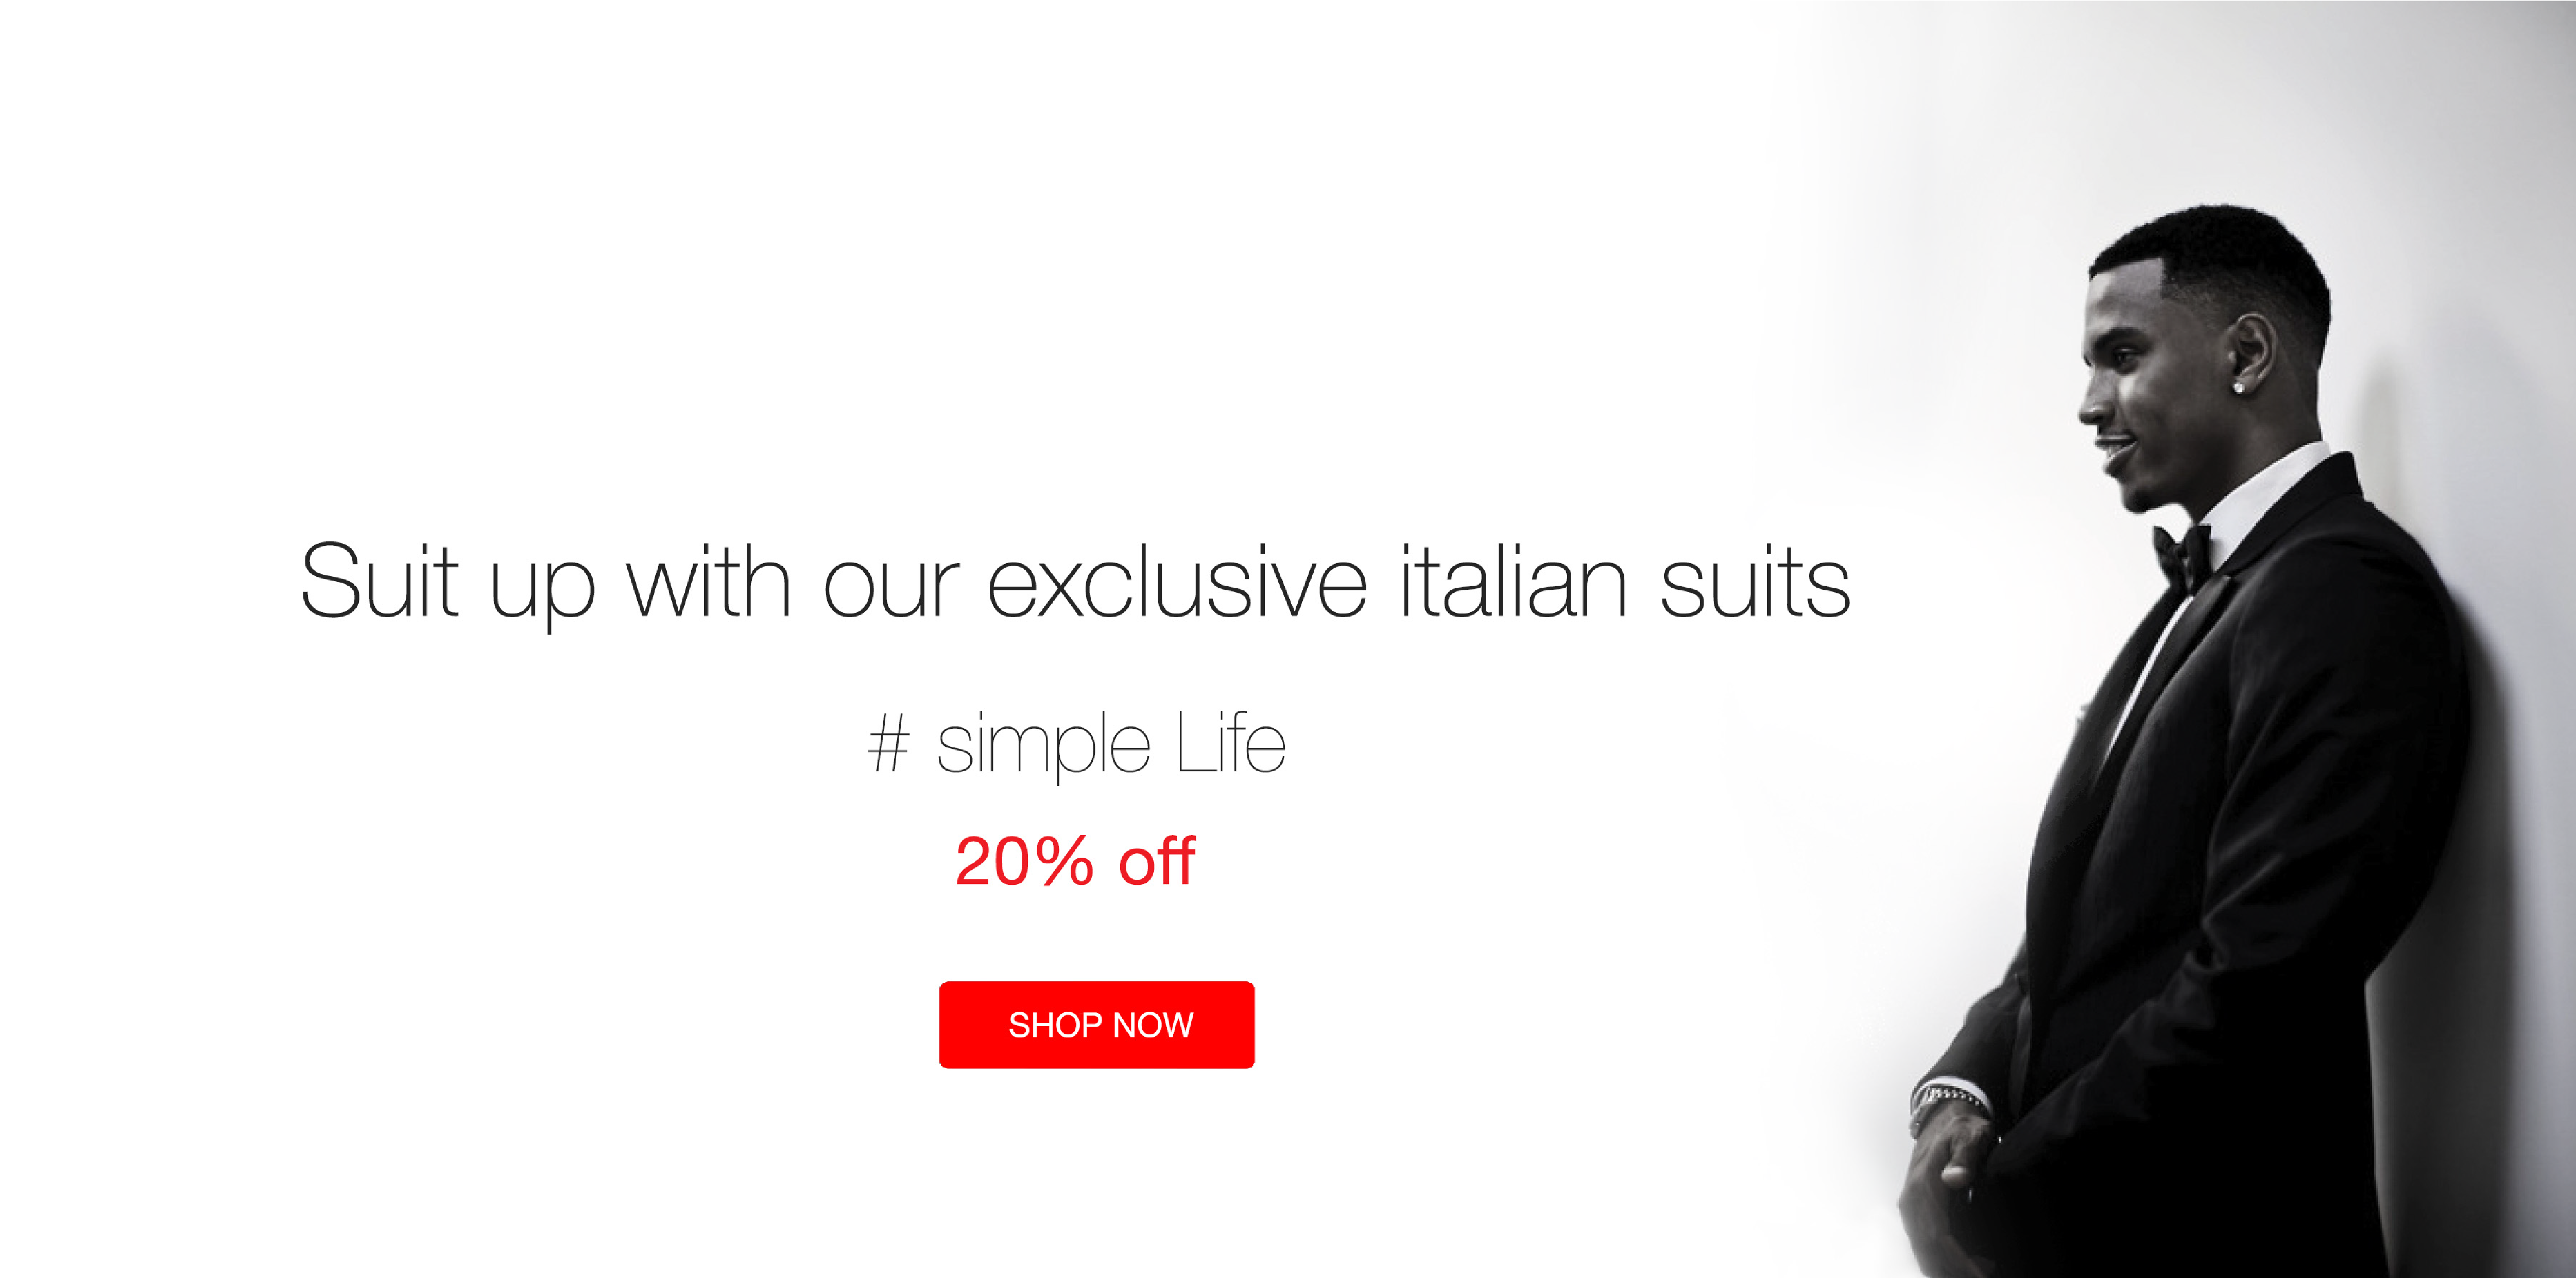 Suit up with our exclusive italian suits
# simple Life
20% off
SHOP NOW